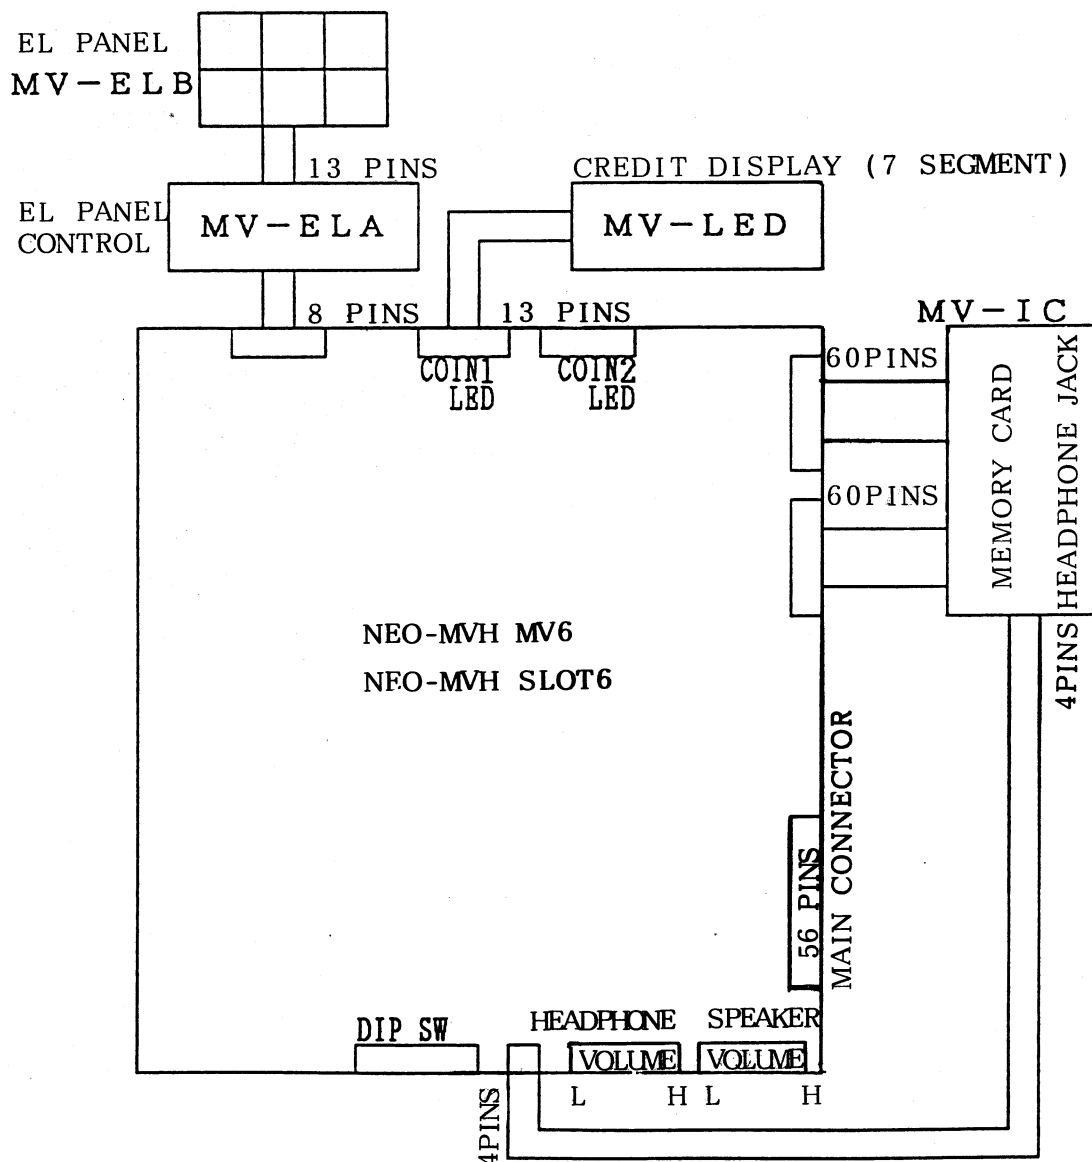 EL PANEL
MV-ELB
13 PINS
CREDIT DISPLAY (7 SEGMENT)
EL PANEL
CONTROL
MV-ELA
MV-LED
8 PINS
13 PINS
MV-IC
COIN1
LED
COIN2
LED
60PINS
60PINS
MEMORY CARD
HEADPHONE JACK
4PINS
NEO-MVH MV6
NEO-MVH SLOT6
56 PINS
MAIN CONNECTOR
DIP SW
HEADPHONE
SPEAKER
VOLUME
VOLUME
L H L H
4PINS